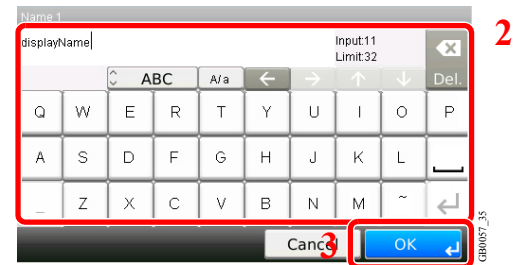 Name 1
displayName
Input:11
Limit:32
2
ABC A/a ← → ↑ ↓ Del.
Q W E R T Y U I O P
A S D F G H J K L
_ Z X C V B N M ~
3
Cancel OK
GB0057_35